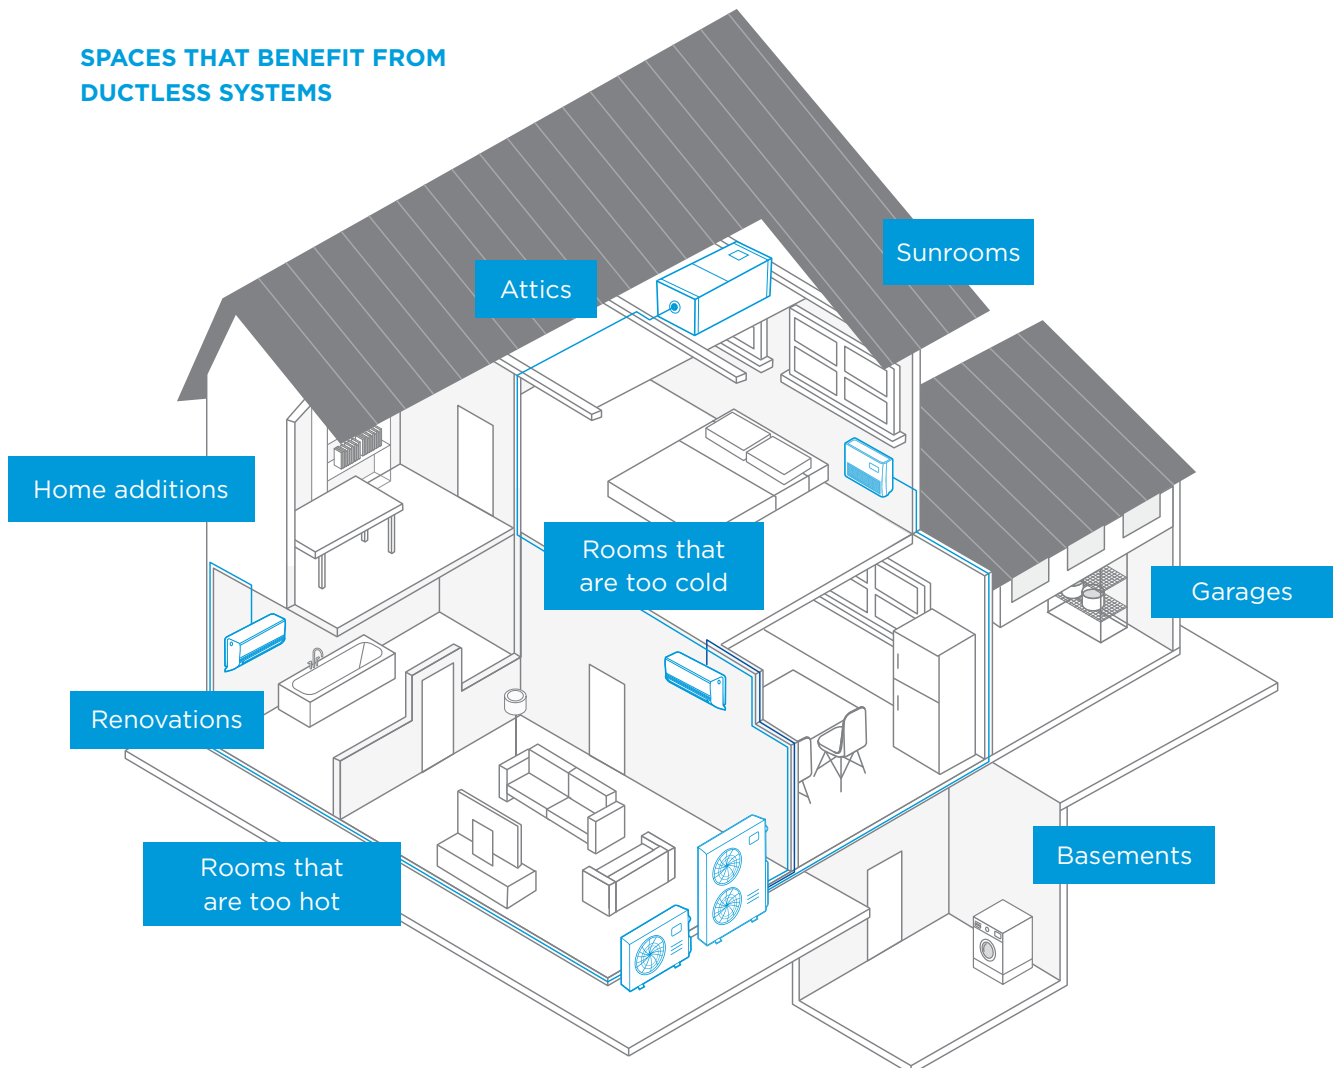 SPACES THAT BENEFIT FROM
DUCTLESS SYSTEMS
Sunrooms
Attics
Home additions
Rooms that
are too cold
Garages
Renovations
Rooms that
are too hot
Basements